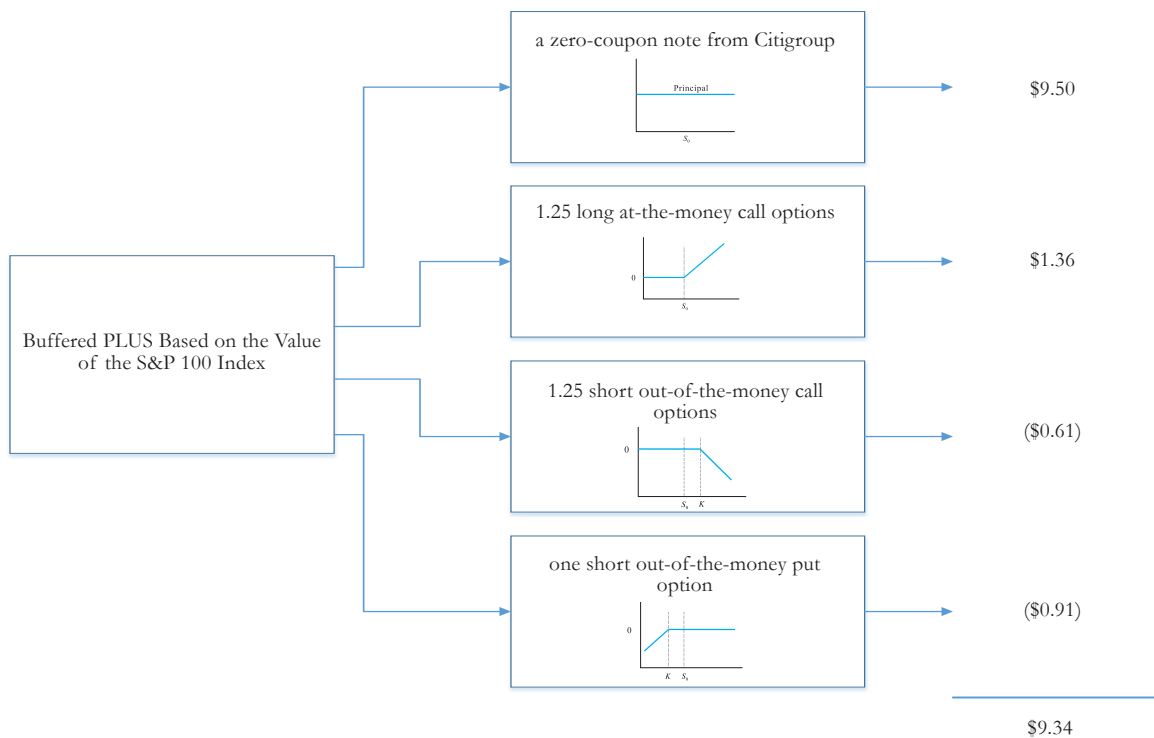 a zero-coupon note from Citigroup
Principal
S₀
$9.50
1.25 long at-the-money call options
0
S₀
$1.36
Buffered PLUS Based on the Value
of the S&P 100 Index
1.25 short out-of-the-money call
options
0
S₀ K
($0.61)
one short out-of-the-money put
option
0
K S₀
($0.91)
$9.34